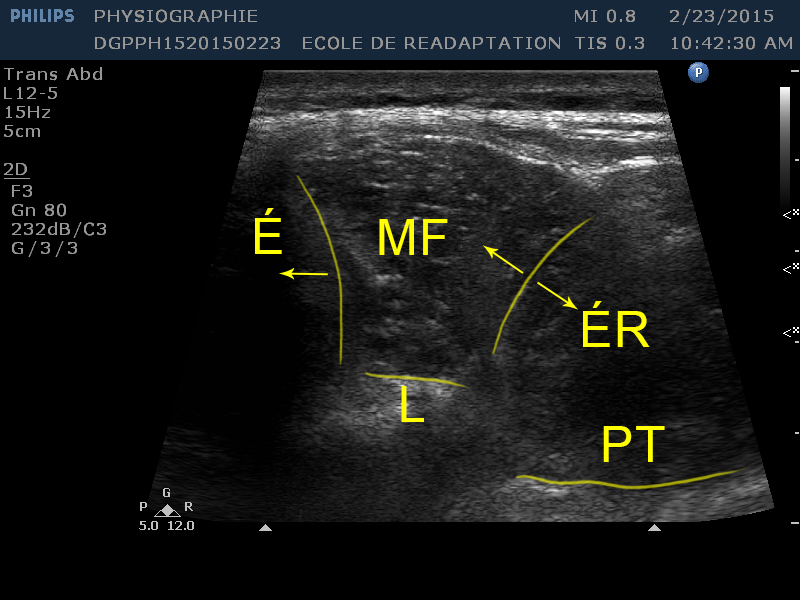 PHILIPS PHYSIOGRAPHIE MI 0.8 2/23/2015
DGPPH1520150223 ECOLE DE READAPTATION TIS 0.3 10:42:30 AM
Trans Abd
L12-5
15Hz
5cm
2D
F3
Gn 80
232dB/C3
G/3/3
P
É
MF
ÉR
L
PT
G
P R
5.0 12.0